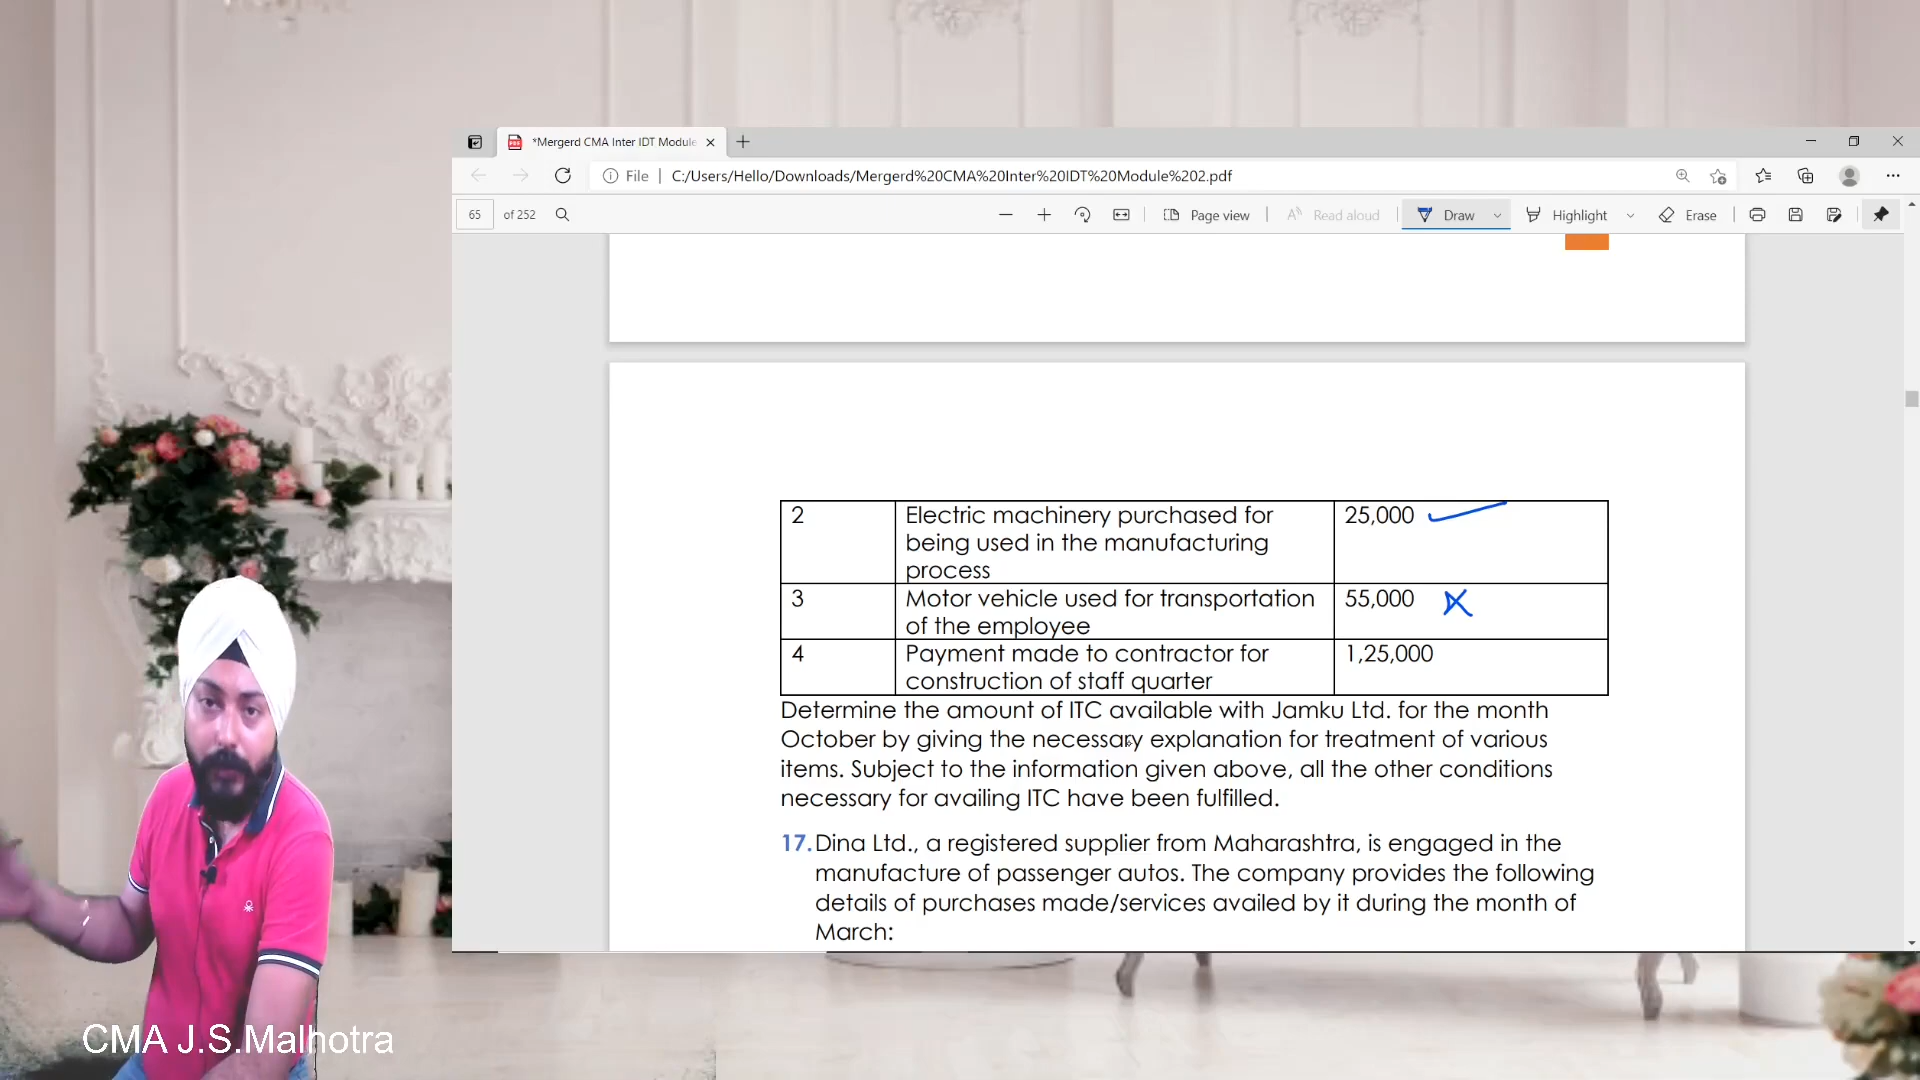 *Mergerd CMA Inter IDT Module
File | C:/Users/Hello/Downloads/Mergerd%20CMA%20Inter%20IDT%20Module%202.pdf
65 of 252
Page view
Read aloud
Draw
Highlight
Erase
2 Electric machinery purchased for 25,000
being used in the manufacturing
process
3 Motor vehicle used for transportation 55,000
of the employee
4 Payment made to contractor for 1,25,000
construction of staff quarter
Determine the amount of ITC available with Jamku Ltd. for the month
October by giving the necessary explanation for treatment of various
items. Subject to the information given above, all the other conditions
necessary for availing ITC have been fulfilled.
17. Dina Ltd., a registered supplier from Maharashtra, is engaged in the
manufacture of passenger autos. The company provides the following
details of purchases made/services availed by it during the month of
March:
CMA J.S.Malhotra